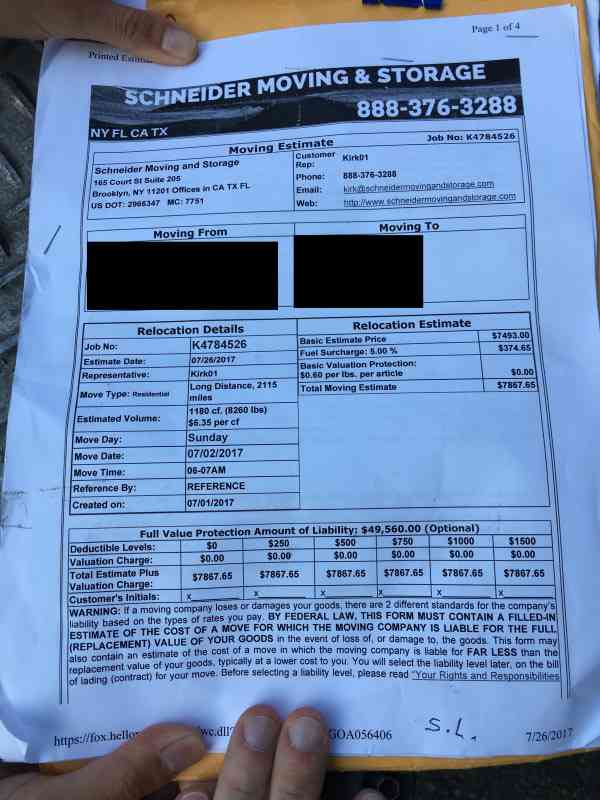 Page 1 of 4
Printed
SCHNEIDER MOVING & STORAGE
888-376-3288
NY FL CA TX
Moving Estimate
Job No: K4784526
Schneider Moving and Storage
165 Court St Suite 205
Brooklyn, NY 11201 Offices in CA TX FL
US DOT: 2966347 MC: 7751
Customer Rep: Kirk01
Phone: 888-376-3288
Email: kirk@schneidermovingandstorage.com
Web: http://www.schneidermovingandstorage.com
Moving From
Moving To
Relocation Details
Job No: K4784526
Estimate Date: 07/26/2017
Representative: Kirk01
Move Type: Residential Long Distance, 2115 miles
Estimated Volume: 1180 cf. (8260 lbs)
$6.35 per cf
Move Day: Sunday
Move Date: 07/02/2017
Move Time: 06-07AM
Reference By: REFERENCE
Created on: 07/01/2017
Relocation Estimate
Basic Estimate Price $7493.00
Fuel Surcharge: 5.00 % $374.65
Basic Valuation Protection:
$0.60 per lbs. per article $0.00
Total Moving Estimate $7867.65
Full Value Protection Amount of Liability: $49,560.00 (Optional)
Deductible Levels: $0 $250 $500 $750 $1000 $1500
Valuation Charge: $0.00 $0.00 $0.00 $0.00 $0.00 $0.00
Total Estimate Plus
Valuation Charge: $7867.65 $7867.65 $7867.65 $7867.65 $7867.65 $7867.65
Customer's Initials: x x x x x x
WARNING: If a moving company loses or damages your goods, there are 2 different standards for the company's
liability based on the types of rates you pay. BY FEDERAL LAW, THIS FORM MUST CONTAIN A FILLED-IN
ESTIMATE OF THE COST OF A MOVE FOR WHICH THE MOVING COMPANY IS LIABLE FOR THE FULL
(REPLACEMENT) VALUE OF YOUR GOODS in the event of loss of, or damage to, the goods. This form may
also contain an estimate of the cost of a move in which the moving company is liable for FAR LESS than the
replacement value of your goods, typically at a lower cost to you. You will select the liability level later, on the bill
of lading (contract) for your move. Before selecting a liability level, please read "Your Rights and Responsibilities
S.L.
https://fox.hello wc.dll? GOA056406 7/26/2017